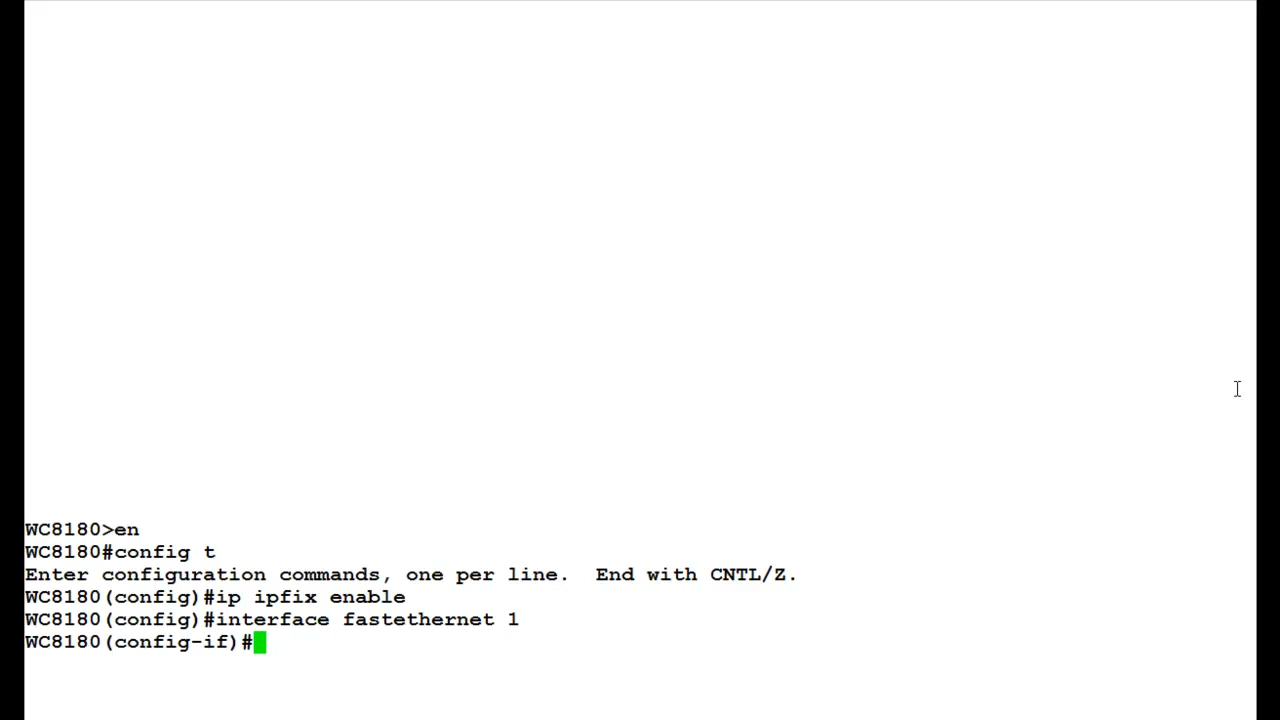 WC8180>en
WC8180#config t
Enter configuration commands, one per line.  End with CNTL/Z.
WC8180(config)#ip ipfix enable
WC8180(config)#interface fastethernet 1
WC8180(config-if)#